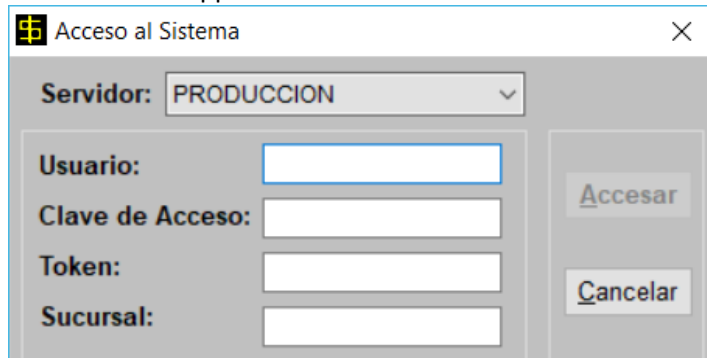 Acceso al Sistema
Servidor: PRODUCCION
Usuario:
Clave de Acceso:
Token:
Sucursal:
Accesar
Cancelar